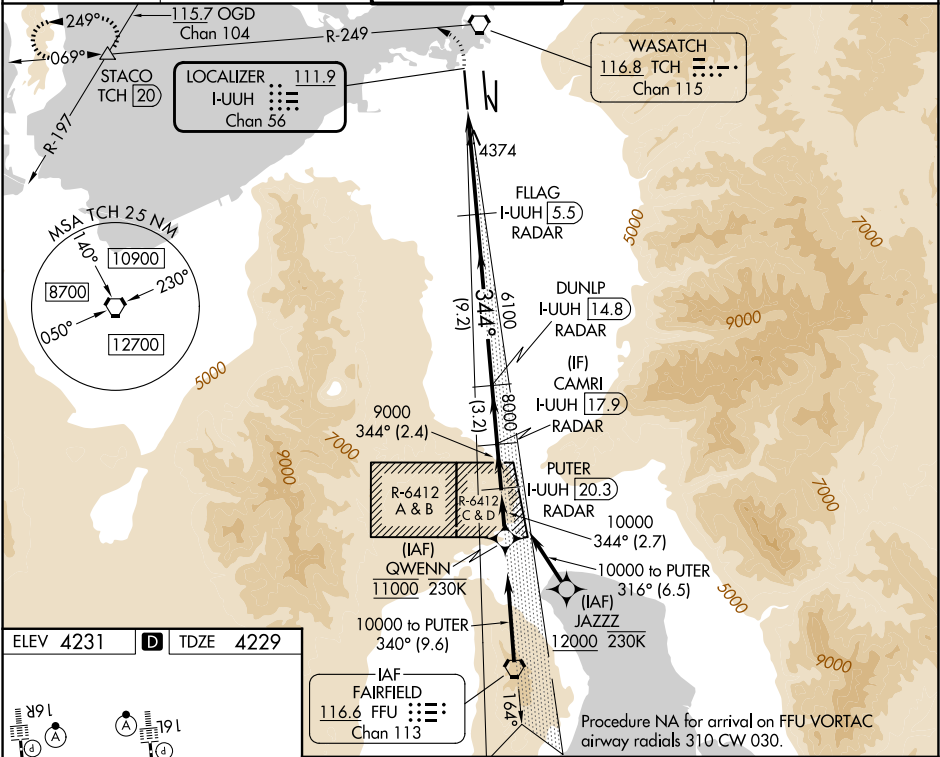 249°
069°
115.7 OGD
Chan 104
R-249
STACO
TCH 20
R-197
LOCALIZER 111.9
I-UUH
Chan 56
WASATCH
116.8 TCH
Chan 115
4374
FLLAG
I-UUH 5.5
RADAR
5000
7000
MSA TCH 25 NM
140°
10900
8700
230°
050°
12700
344°
6100
(9.2)
DUNLP
I-UUH 14.8
RADAR
9000
(IF)
CAMRI
I-UUH 17.9
RADAR
5000
8000
(3.2)
9000
344° (2.4)
7000
9000
R-6412
A & B
R-6412
C & D
PUTER
I-UUH 20.3
RADAR
7000
10000
344° (2.7)
(IAF)
QWENN
11000 230K
10000 to PUTER
316° (6.5)
(IAF)
JAZZZ
12000 230K
5000
10000 to PUTER
340° (9.6)
9000
ELEV 4231 D TDZE 4229
IAF
FAIRFIELD
116.6 FFU
Chan 113
164°
Procedure NA for arrival on FFU VORTAC
airway radials 310 CW 030.
16R
A
P
A
16L
P